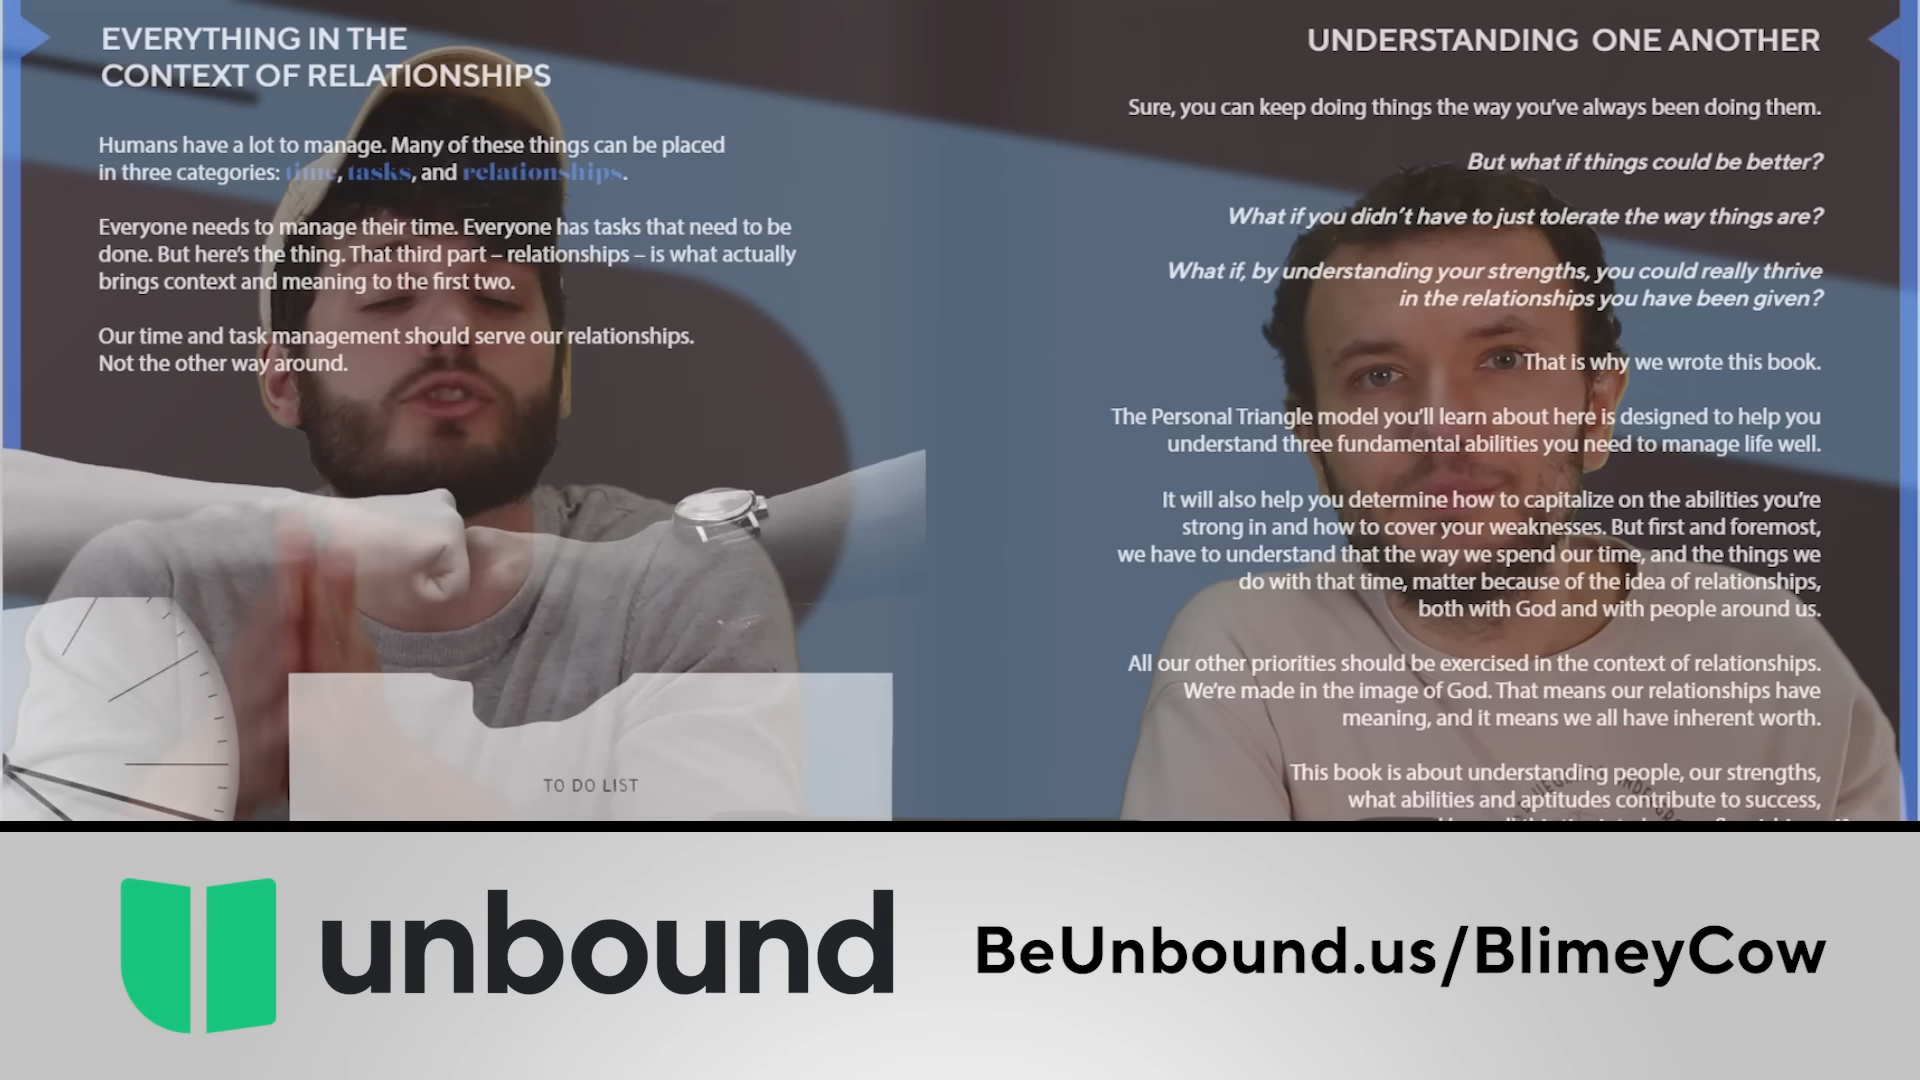 EVERYTHING IN THE
CONTEXT OF RELATIONSHIPS
Humans have a lot to manage. Many of these things can be placed
in three categories: time, tasks, and relationships.
Everyone needs to manage their time. Everyone has tasks that need to be
done. But here's the thing. That third part – relationships – is what actually
brings context and meaning to the first two.
Our time and task management should serve our relationships.
Not the other way around.
TO DO LIST
UNDERSTANDING ONE ANOTHER
Sure, you can keep doing things the way you've always been doing them.
But what if things could be better?
What if you didn't have to just tolerate the way things are?
What if, by understanding your strengths, you could really thrive
in the relationships you have been given?
That is why we wrote this book.
The Personal Triangle model you'll learn about here is designed to help you
understand three fundamental abilities you need to manage life well.
It will also help you determine how to capitalize on the abilities you're
strong in and how to cover your weaknesses. But first and foremost,
we have to understand that the way we spend our time, and the things we
do with that time, matter because of the idea of relationships,
both with God and with people around us.
All our other priorities should be exercised in the context of relationships.
We're made in the image of God. That means our relationships have
meaning, and it means we all have inherent worth.
This book is about understanding people, our strengths,
what abilities and aptitudes contribute to success,
unbound
BeUnbound.us/BlimeyCow